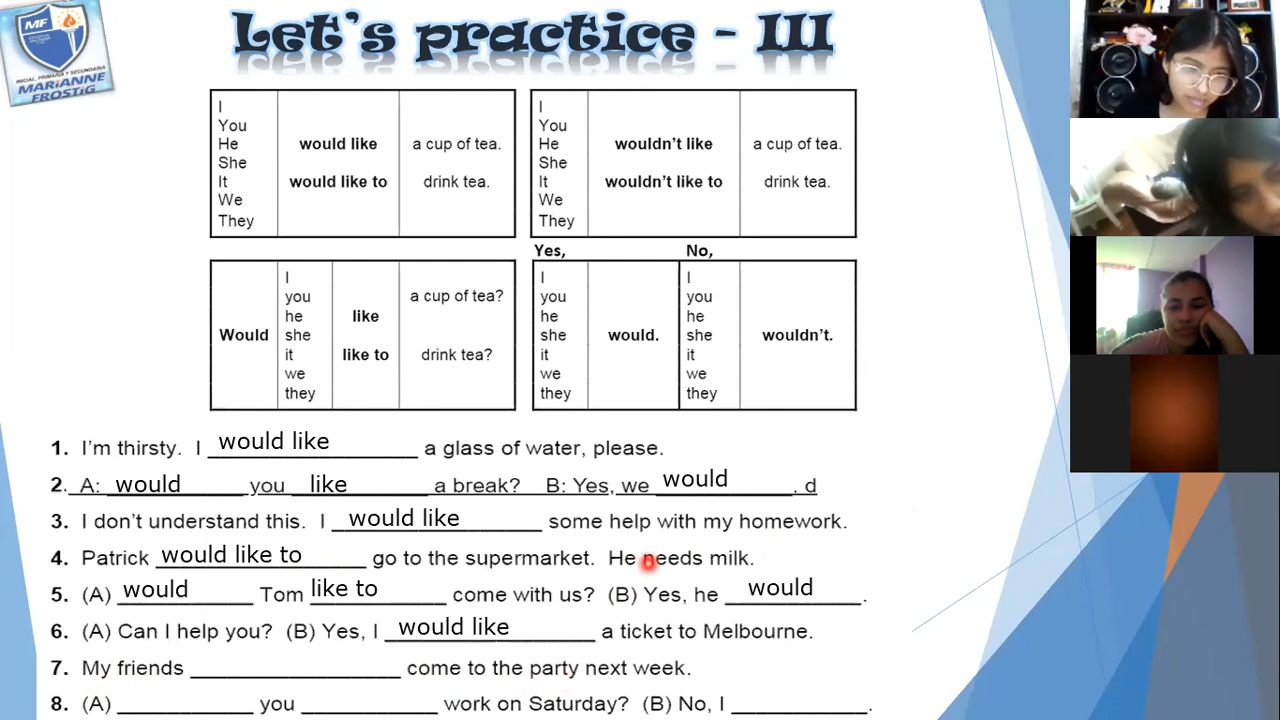 Let's practice - III
MF
INICIAL, PRIMARIA Y SECUNDARIA
MARIANNE
FROSTIG
I
You
He
She
It
We
They
would like
would like to
a cup of tea.
drink tea.
I
You
He
She
It
We
They
wouldn't like
wouldn't like to
a cup of tea.
drink tea.
Would
I
you
he
she
it
we
they
like
like to
a cup of tea?
drink tea?
Yes,
I
you
he
she
it
we
they
would.
No,
I
you
he
she
it
we
they
wouldn't.
1. I'm thirsty. I would like a glass of water, please.
2. A: would you like a break? B: Yes, we would. d
3. I don't understand this. I would like some help with my homework.
4. Patrick would like to go to the supermarket. He needs milk.
5. (A) would Tom like to come with us? (B) Yes, he would.
6. (A) Can I help you? (B) Yes, I would like a ticket to Melbourne.
7. My friends ____________________ come to the party next week.
8. (A) _____________ you _____________ work on Saturday? (B) No, I _____________.